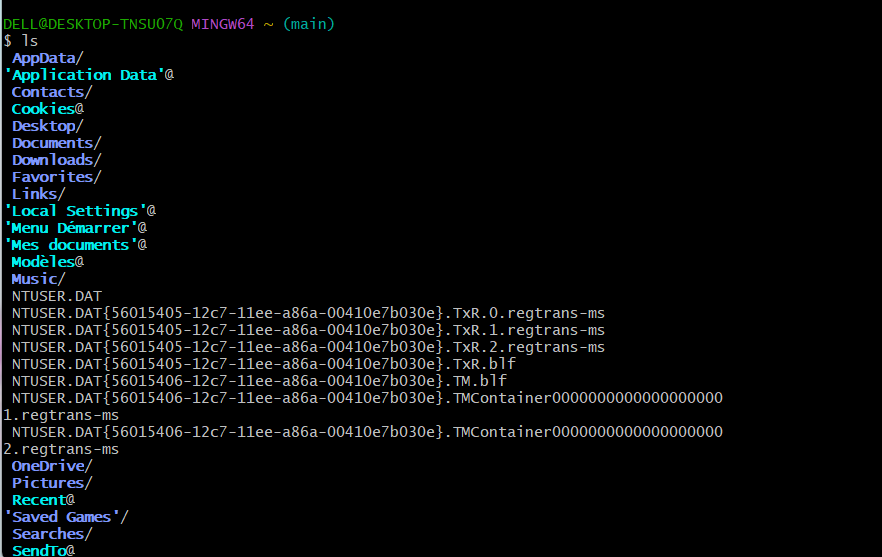 DELL@DESKTOP-TNSUO7Q MINGW64 ~ (main)
$ ls
AppData/
'Application Data'@
Contacts/
Cookies@
Desktop/
Documents/
Downloads/
Favorites/
Links/
'Local Settings'@
'Menu Démarrer'@
'Mes documents'@
Modèles@
Music/
NTUSER.DAT
NTUSER.DAT{56015405-12c7-11ee-a86a-00410e7b030e}.TxR.0.regtrans-ms
NTUSER.DAT{56015405-12c7-11ee-a86a-00410e7b030e}.TxR.1.regtrans-ms
NTUSER.DAT{56015405-12c7-11ee-a86a-00410e7b030e}.TxR.2.regtrans-ms
NTUSER.DAT{56015405-12c7-11ee-a86a-00410e7b030e}.TxR.blf
NTUSER.DAT{56015406-12c7-11ee-a86a-00410e7b030e}.TM.blf
NTUSER.DAT{56015406-12c7-11ee-a86a-00410e7b030e}.TMContainer0000000000000000000
1.regtrans-ms
NTUSER.DAT{56015406-12c7-11ee-a86a-00410e7b030e}.TMContainer0000000000000000000
2.regtrans-ms
OneDrive/
Pictures/
Recent@
'Saved Games'/
Searches/
SendTo@